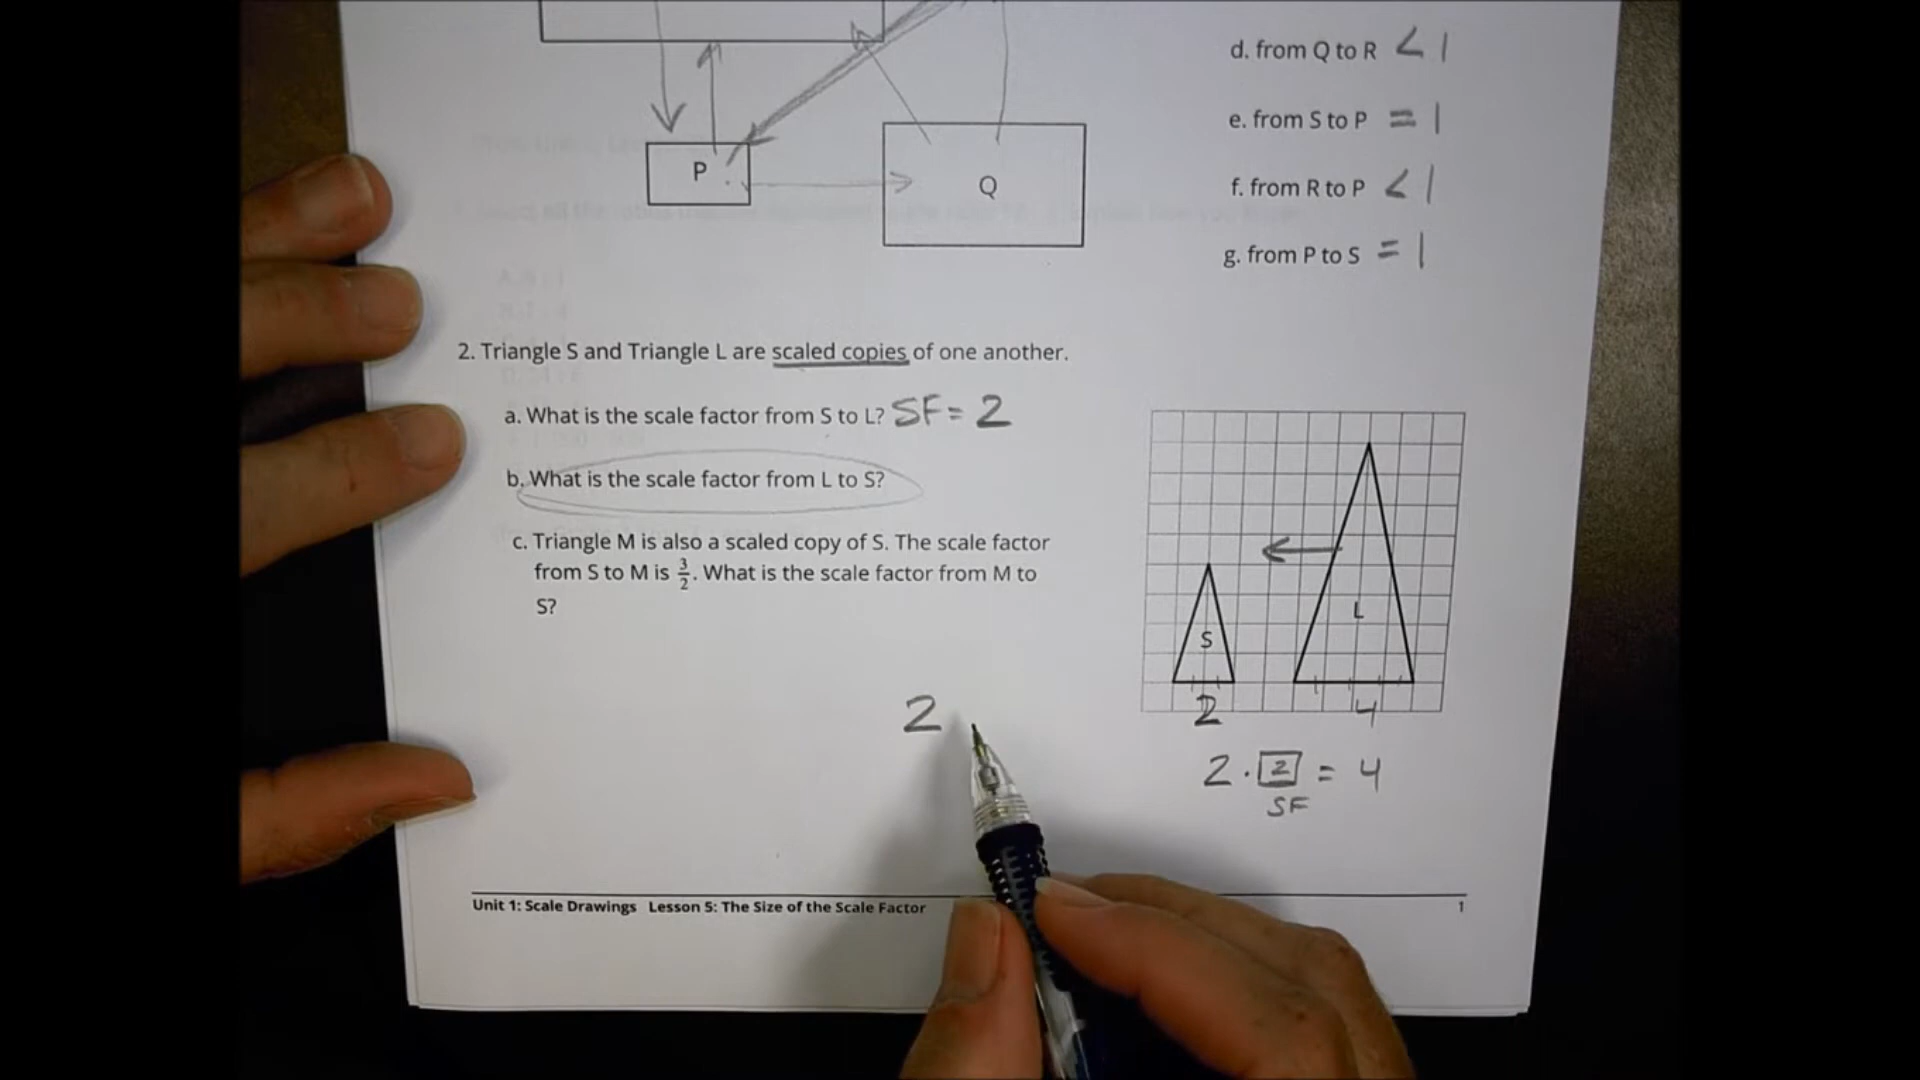 d. from Q to R < 1
e. from S to P = 1
P
Q
f. from R to P < 1
g. from P to S = 1
2. Triangle S and Triangle L are scaled copies of one another.
a. What is the scale factor from S to L? SF = 2
b. What is the scale factor from L to S?
c. Triangle M is also a scaled copy of S. The scale factor
from S to M is 3/2. What is the scale factor from M to
S?
S
L
2
4
2
2 · 2 = 4
SF
Unit 1: Scale Drawings Lesson 5: The Size of the Scale Factor
1